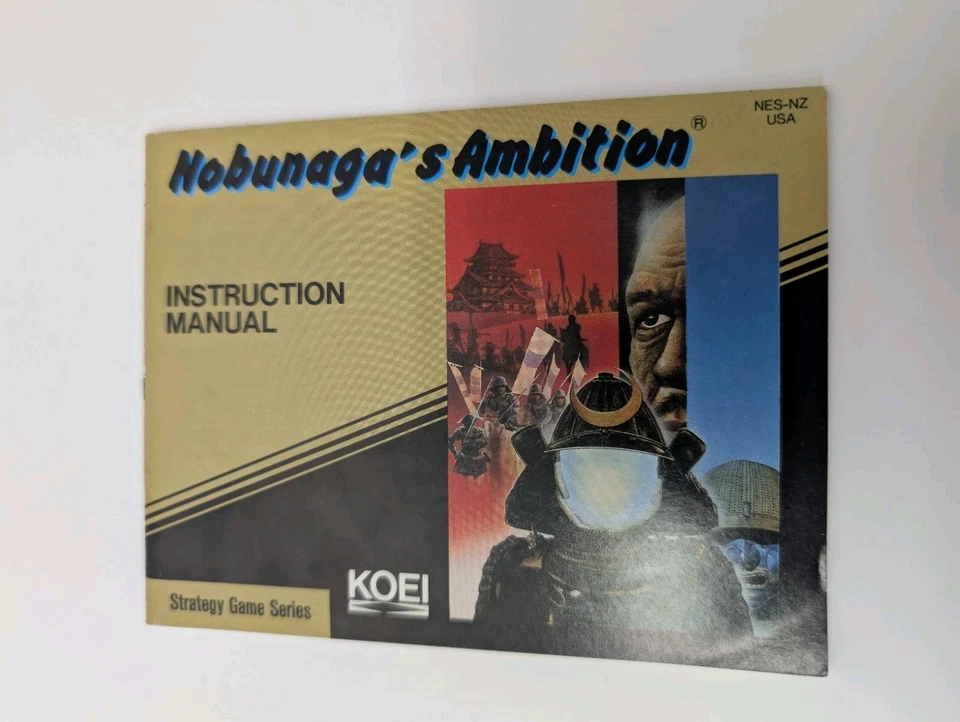 NES-NZ
USA
Nobunaga's Ambition®
INSTRUCTION
MANUAL
KOEI
Strategy Game Series